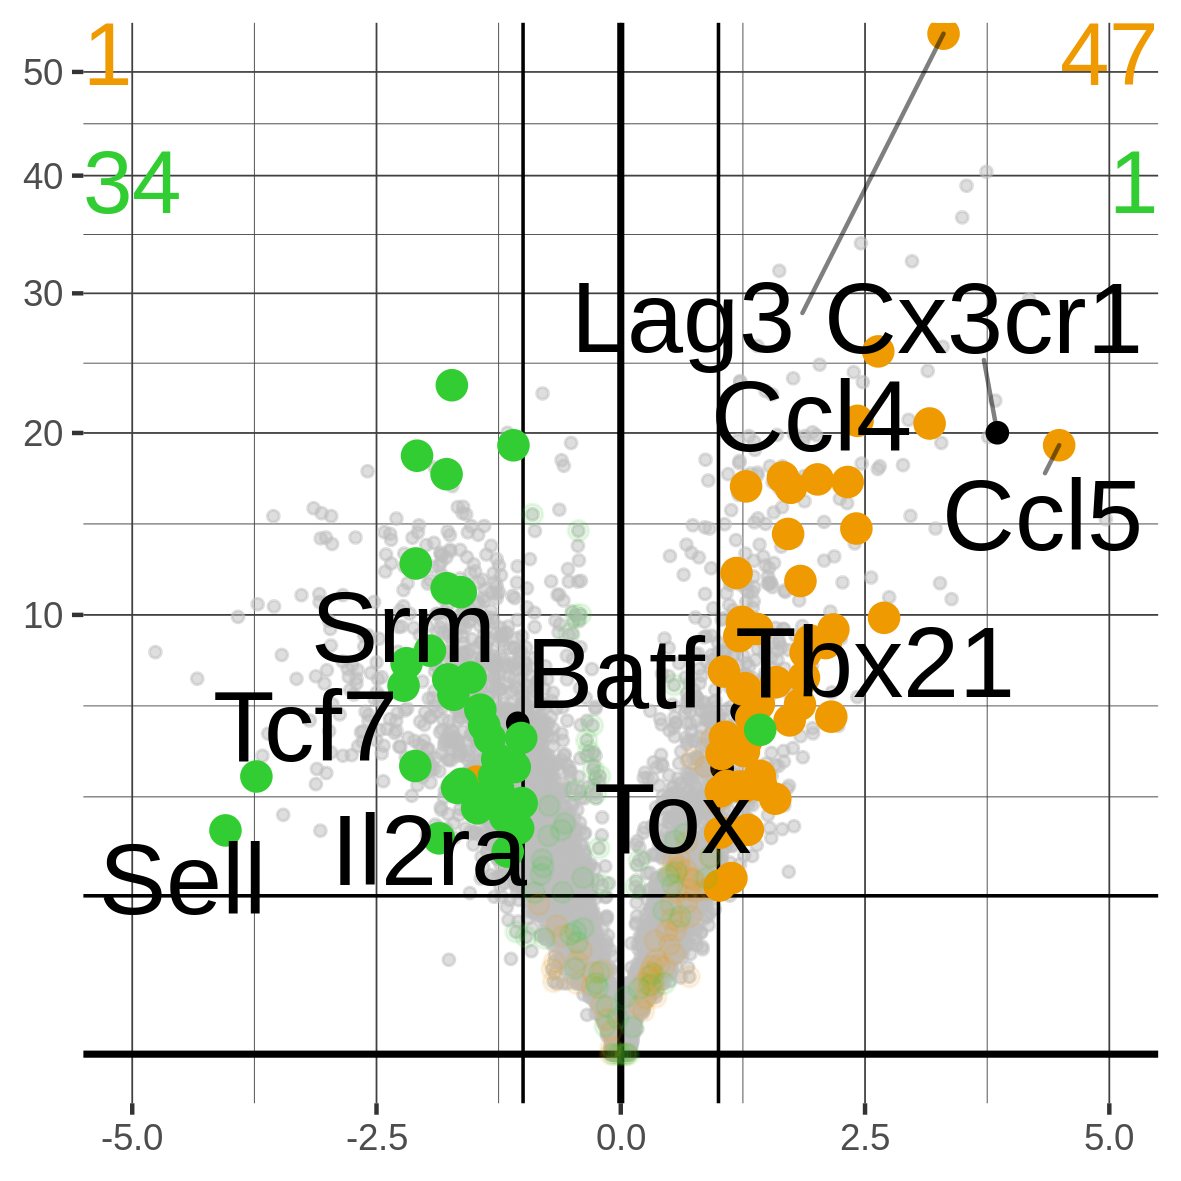 1 47
50
34 1
40
30
Lag3 Cx3cr1
Ccl4
20
Ccl5
10
Srm
Batf Tbx21
Tcf7
Tox
Il2ra
Sell
-5.0 -2.5 0.0 2.5 5.0